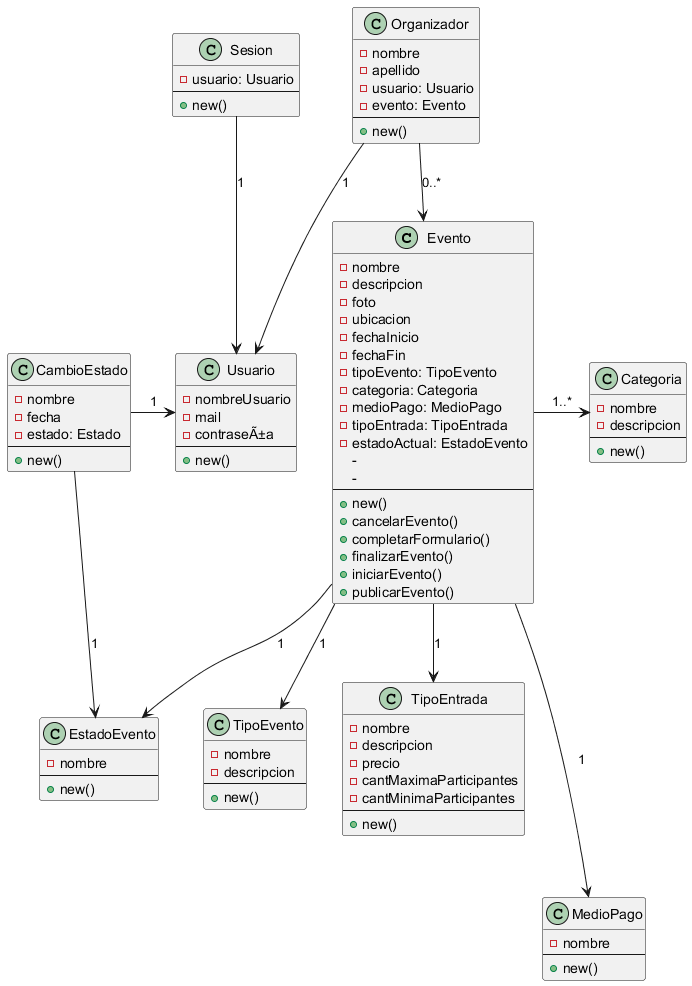 C Organizador
nombre
apellido
usuario: Usuario
evento: Evento
new()
C Sesion
usuario: Usuario
new()
1
1
0..*
C Evento
nombre
descripcion
foto
ubicacion
fechaInicio
fechaFin
tipoEvento: TipoEvento
categoria: Categoria
medioPago: MedioPago
tipoEntrada: TipoEntrada
estadoActual: EstadoEvento
-
-
new()
cancelarEvento()
completarFormulario()
finalizarEvento()
iniciarEvento()
publicarEvento()
C CambioEstado
nombre
fecha
estado: Estado
new()
1
C Usuario
nombreUsuario
mail
contraseÃ±a
new()
1..*
C Categoria
nombre
descripcion
new()
1
1
1
1
1
C EstadoEvento
nombre
new()
C TipoEvento
nombre
descripcion
new()
C TipoEntrada
nombre
descripcion
precio
cantMaximaParticipantes
cantMinimaParticipantes
new()
C MedioPago
nombre
new()